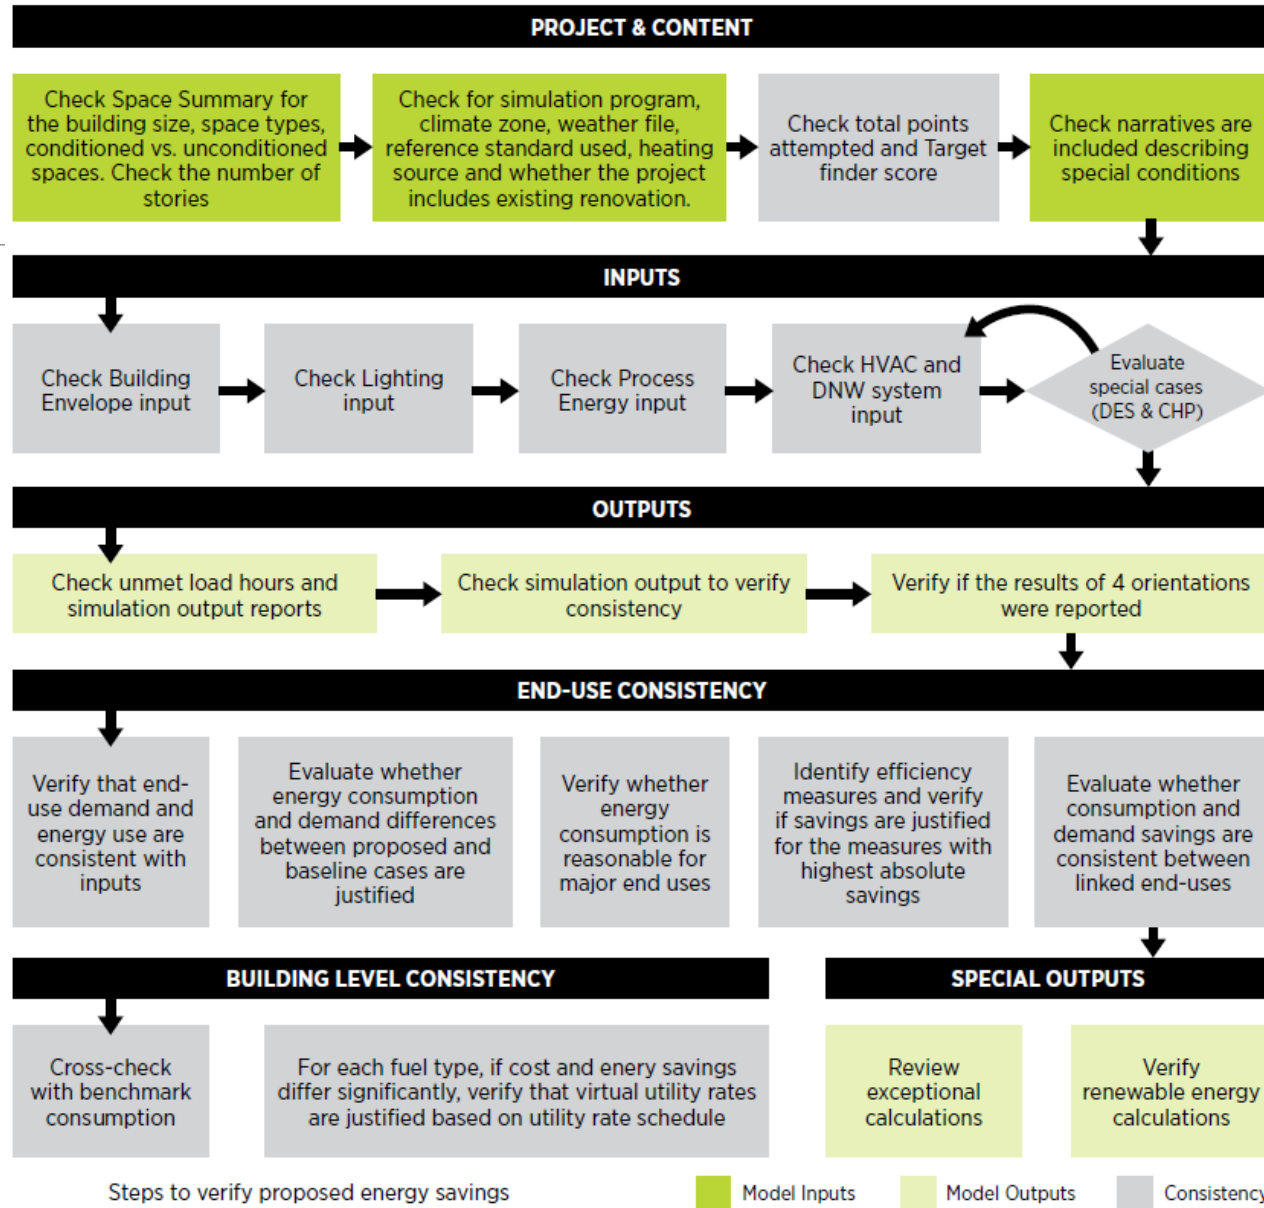 PROJECT & CONTENT
Check Space Summary for
the building size, space types,
conditioned vs. unconditioned
spaces. Check the number of
stories
Check for simulation program,
climate zone, weather file,
reference standard used, heating
source and whether the project
includes existing renovation.
Check total points
attempted and Target
finder score
Check narratives are
included describing
special conditions
INPUTS
Check Building
Envelope input
Check Lighting
input
Check Process
Energy input
Check HVAC and
DNW system
input
Evaluate
special cases
(DES & CHP)
OUTPUTS
Check unmet load hours and
simulation output reports
Check simulation output to verify
consistency
Verify if the results of 4 orientations
were reported
END-USE CONSISTENCY
Verify that end-
use demand and
energy use are
consistent with
inputs
Evaluate whether
energy consumption
and demand differences
between proposed and
baseline cases are
justified
Verify whether
energy
consumption is
reasonable for
major end uses
Identify efficiency
measures and verify
if savings are justified
for the measures with
highest absolute
savings
Evaluate whether
consumption and
demand savings are
consistent between
linked end-uses
BUILDING LEVEL CONSISTENCY
Cross-check
with benchmark
consumption
For each fuel type, if cost and enery savings
differ significantly, verify that virtual utility rates
are justified based on utility rate schedule
SPECIAL OUTPUTS
Review
exceptional
calculations
Verify
renewable energy
calculations
Steps to verify proposed energy savings
Model Inputs
Model Outputs
Consistency